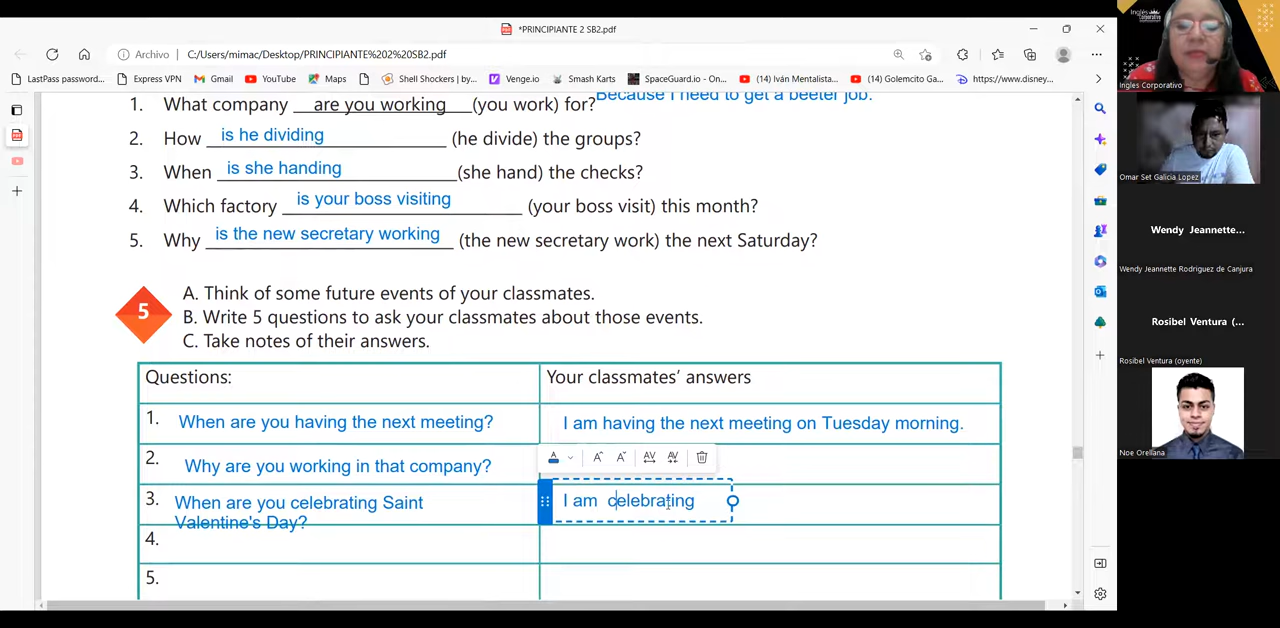 *PRINCIPIANTE 2 SB2.pdf
Archivo | C:/Users/mimac/Desktop/PRINCIPIANTE%202%20SB2.pdf
LastPass password... Express VPN Gmail YouTube Maps Shell Shockers | by... Venge.io Smash Karts SpaceGuard.io - On... (14) Iván Mentalista... (14) Golemcito Ga... https://www.disney...
Because I need to get a beeter job.
1. What company are you working (you work) for?
2. How is he dividing (he divide) the groups?
3. When is she handing (she hand) the checks?
4. Which factory is your boss visiting (your boss visit) this month?
5. Why is the new secretary working (the new secretary work) the next Saturday?
5
A. Think of some future events of your classmates.
B. Write 5 questions to ask your classmates about those events.
C. Take notes of their answers.
Questions: Your classmates' answers
1. When are you having the next meeting? I am having the next meeting on Tuesday morning.
2. Why are you working in that company?
3. When are you celebrating Saint I am celebrating
Valentine's Day?
4.
5.
Inglés
Corporativo
Ingles Corporativo
Omar Set Galicia Lopez
Wendy Jeannette...
Wendy Jeannette Rodriguez de Canjura
Rosibel Ventura (...
Rosibel Ventura (oyente)
Noe Orellana